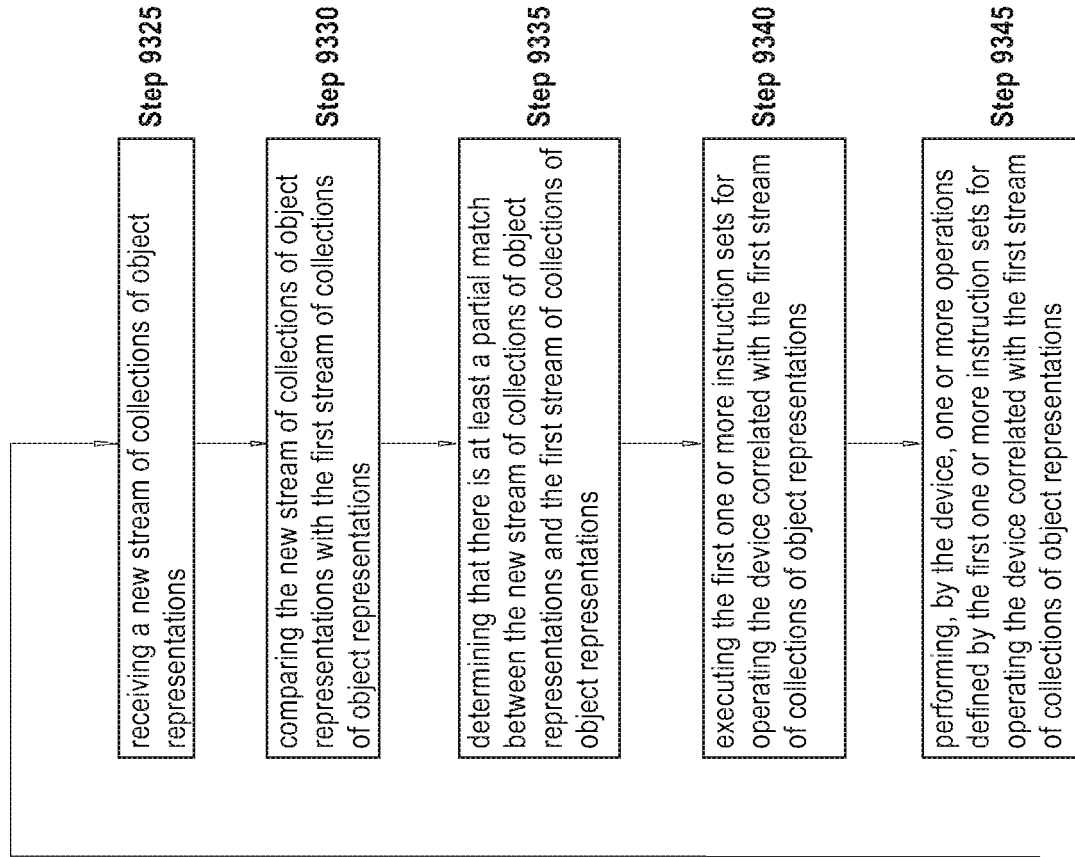 receiving a new stream of collections of object
representations
Step 9325
comparing the new stream of collections of object
representations with the first stream of collections
of object representations
Step 9330
determining that there is at least a partial match
between the new stream of collections of object
representations and the first stream of collections of
object representations
Step 9335
executing the first one or more instruction sets for
operating the device correlated with the first stream
of collections of object representations
Step 9340
performing, by the device, one or more operations
defined by the first one or more instruction sets for
operating the device correlated with the first stream
of collections of object representations
Step 9345